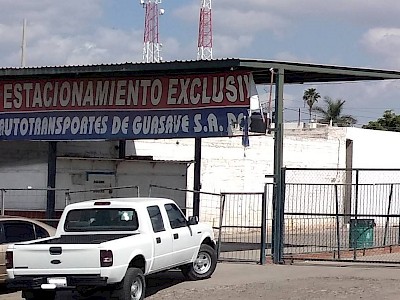 ESTACIONAMIENTO EXCLUSIV
AUTOTRANSPORTES DE GUASAVE S.A. D